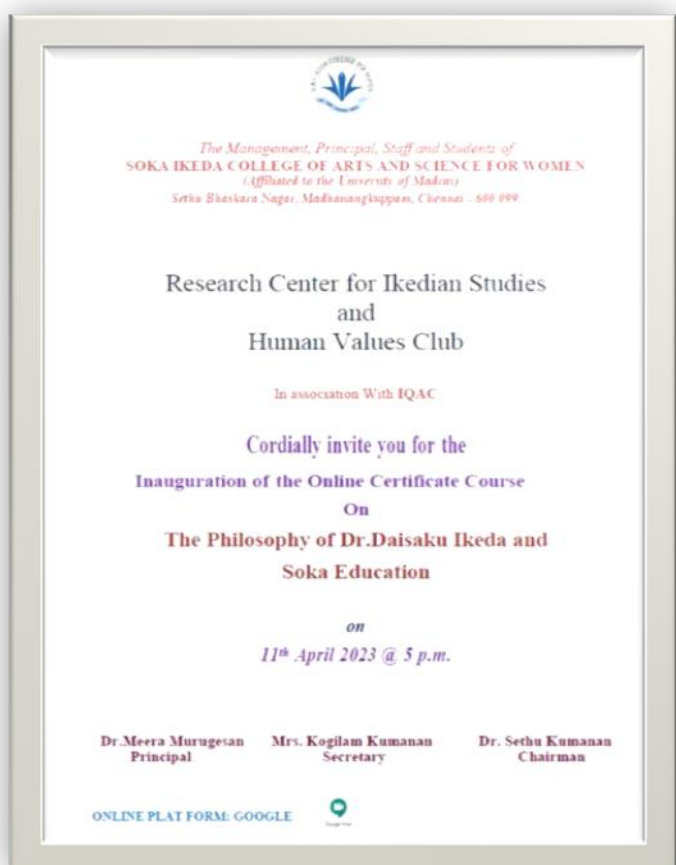 The Management, Principal, Staff and Students of
SOKA IKEDA COLLEGE OF ARTS AND SCIENCE FOR WOMEN
(Affiliated to the University of Madras)
Sethu Bhaskara Nagar, Madhanangkuppam, Chennai - 600 099.
Research Center for Ikedian Studies
and
Human Values Club
In association With IQAC
Cordially invite you for the
Inauguration of the Online Certificate Course
On
The Philosophy of Dr.Daisaku Ikeda and
Soka Education
on
11th April 2023 @ 5 p.m.
Dr.Meera Murugesan Mrs. Kogilam Kumanan Dr. Sethu Kumanan
Principal Secretary Chairman
ONLINE PLAT FORM: GOOGLE